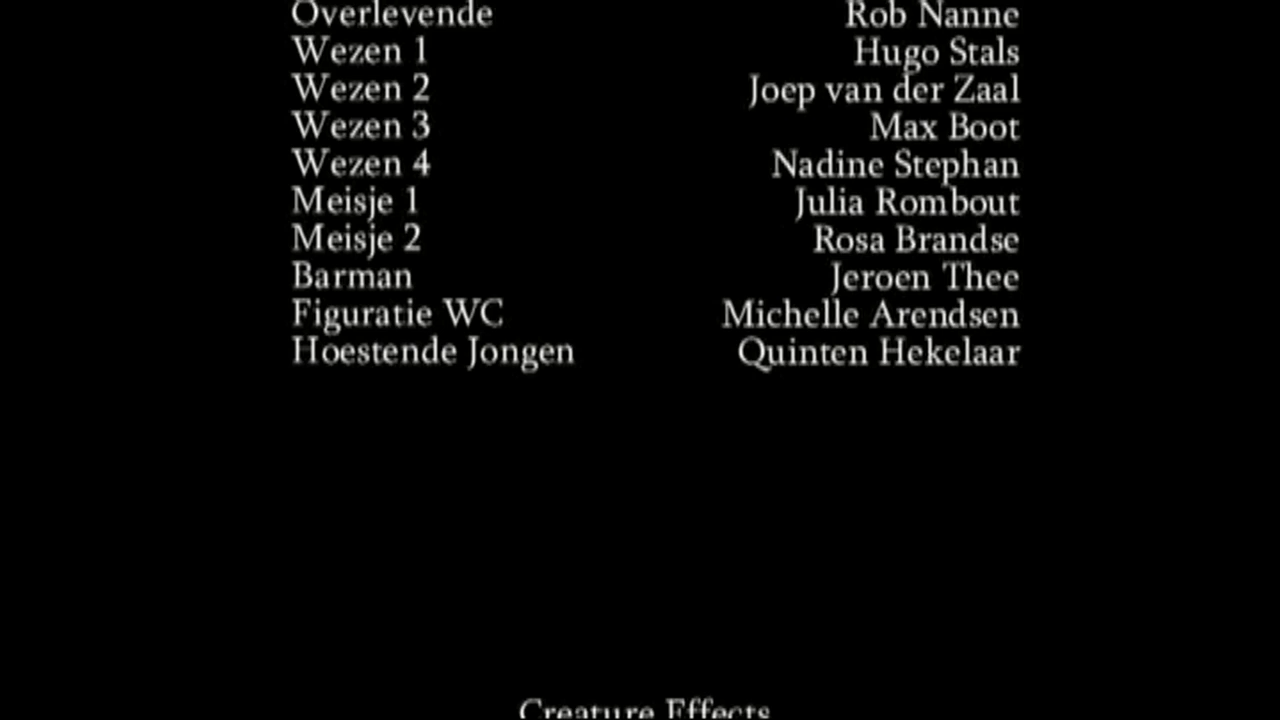 Overlevende Rob Nanne
Wezen 1 Hugo Stals
Wezen 2 Joep van der Zaal
Wezen 3 Max Boot
Wezen 4 Nadine Stephan
Meisje 1 Julia Rombout
Meisje 2 Rosa Brandse
Barman Jeroen Thee
Figuratie WC Michelle Arendsen
Hoestende Jongen Quinten Hekelaar
Creature Effects